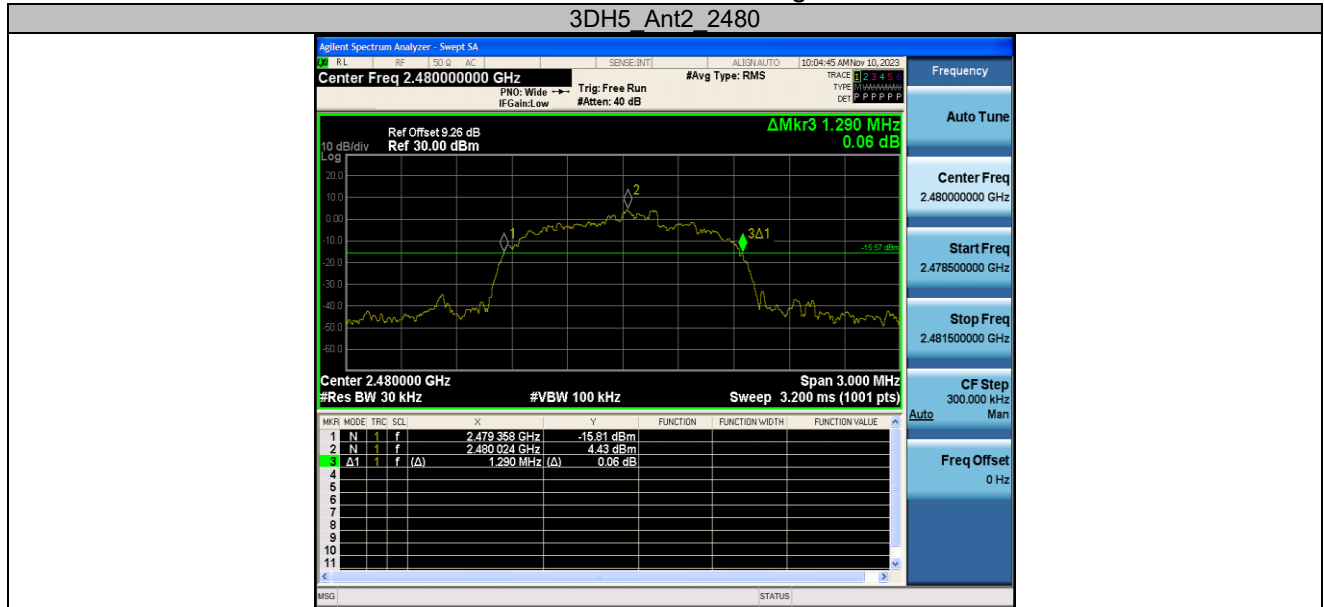 3DH5_Ant2_2480
Agilent Spectrum Analyzer - Swept SA
LXI RL RF 50 Ω AC SENSE:INT ALIGNAUTO 10:04:45 AM Nov 10, 2023
Center Freq 2.480000000 GHz #Avg Type: RMS TRACE 1 2 3 4 5 6
PNO: Wide Trig: Free Run TYPE M W W W W W
IFGain:Low #Atten: 40 dB DET P P P P P P
Frequency
Auto Tune
Center Freq
2.480000000 GHz
Start Freq
2.478500000 GHz
Stop Freq
2.481500000 GHz
CF Step
300.000 kHz
Auto Man
Freq Offset
0 Hz
ΔMkr3 1.290 MHz
0.06 dB
Ref Offset 9.26 dB
10 dB/div Ref 30.00 dBm
Log
20.0
10.0
0.00
-10.0
-20.0
-30.0
-40.0
-50.0
-60.0
1
2
3Δ1
-15.57 dBm
Center 2.480000 GHz Span 3.000 MHz
#Res BW 30 kHz #VBW 100 kHz Sweep 3.200 ms (1001 pts)
MKR MODE TRC SCL X Y FUNCTION FUNCTION WIDTH FUNCTION VALUE
1 N 1 f 2.479 358 GHz -15.81 dBm
2 N 1 f 2.480 024 GHz 4.43 dBm
3 Δ1 1 f (Δ) 1.290 MHz (Δ) 0.06 dB
4
5
6
7
8
9
10
11
MSG STATUS